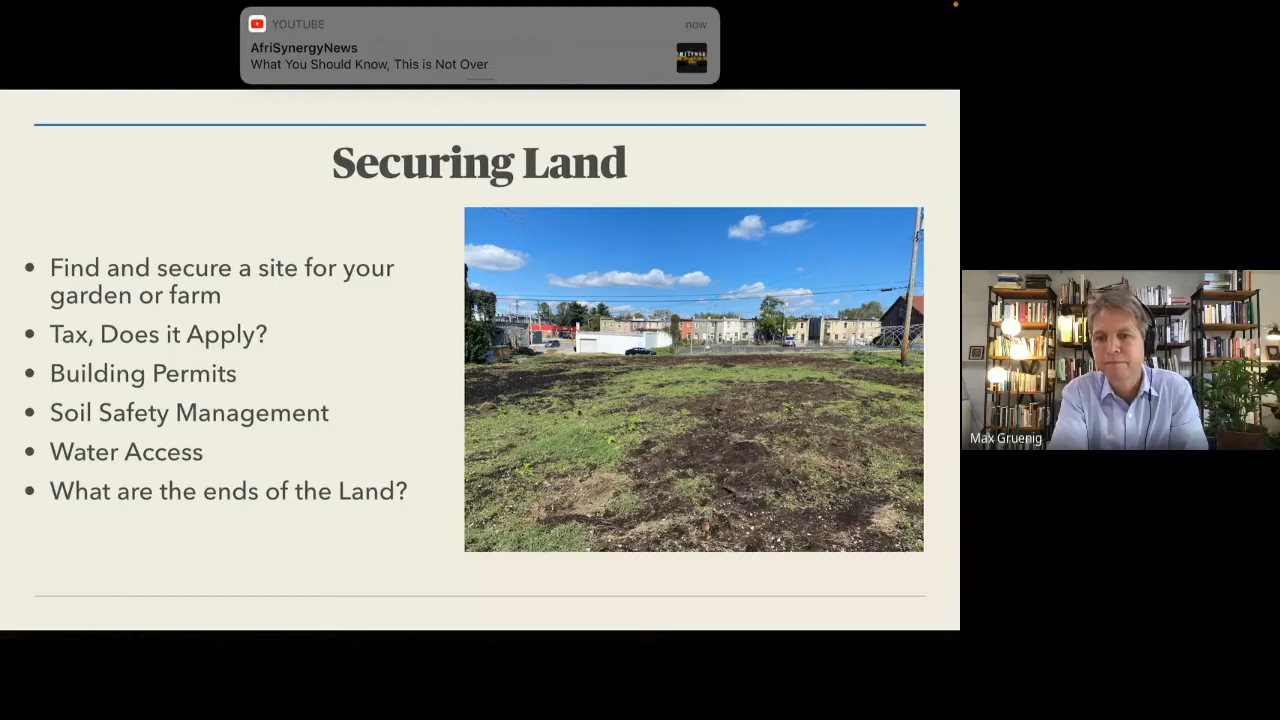 YOUTUBE
now
AfriSynergyNews
What You Should Know, This is Not Over
Securing Land
• Find and secure a site for your
garden or farm
• Tax, Does it Apply?
• Building Permits
• Soil Safety Management
• Water Access
• What are the ends of the Land?
Max Gruenig